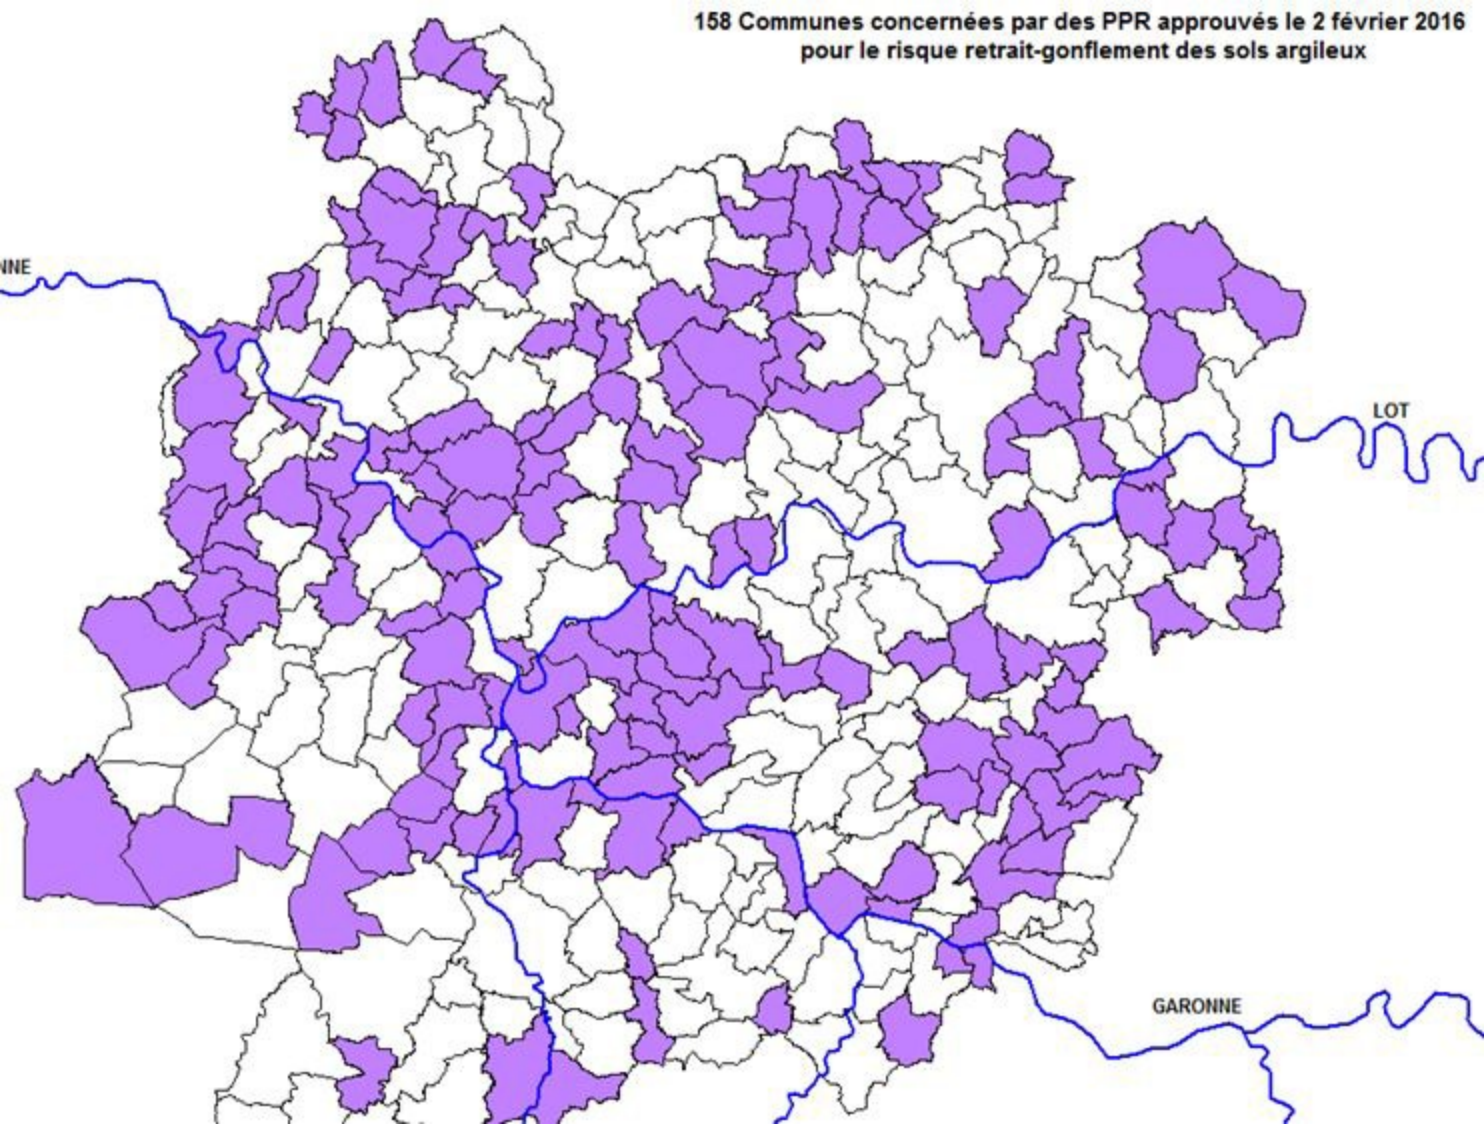 158 Communes concernées par des PPR approuvés le 2 février 2016
pour le risque retrait-gonflement des sols argileux
NNE
LOT
GARONNE